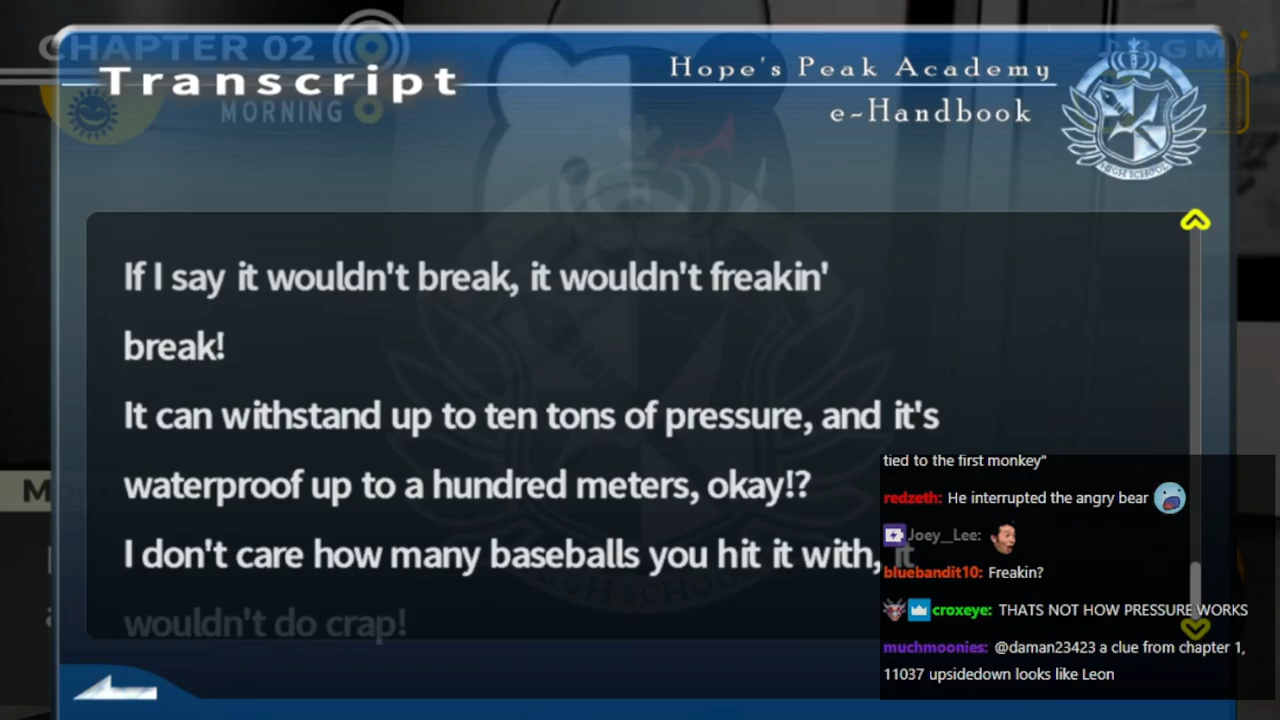 CHAPTER 02
BGM
Transcript
Hope's Peak Academy
MORNING
e-Handbook
HIGH SCHOOL
If I say it wouldn't break, it wouldn't freakin'
break!
It can withstand up to ten tons of pressure, and it's
waterproof up to a hundred meters, okay!?
I don't care how many baseballs you hit it with, it
wouldn't do crap!
tied to the first monkey"
redzeth: He interrupted the angry bear
Joey__Lee:
bluebandit10: Freakin?
croxeye: THATS NOT HOW PRESSURE WORKS
muchmoonies: @daman23423 a clue from chapter 1,
11037 upsidedown looks like Leon